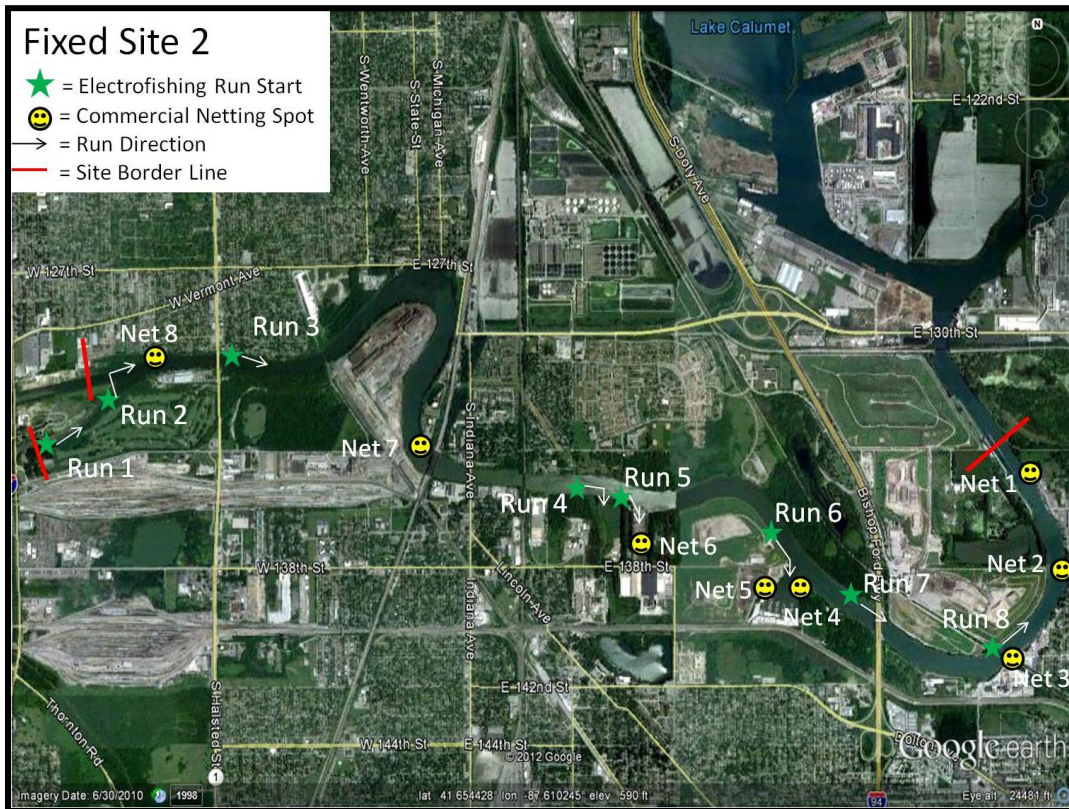 Fixed Site 2
= Electrofishing Run Start
= Commercial Netting Spot
= Run Direction
= Site Border Line
Lake Calumet
N
E 122nd St
S Wentworth Ave
S State St
S Michigan Ave
S Doty Ave
W 127th St
W Vermont Ave
E 127th St
E 130th St
Net 8
Run 3
Run 2
Run 1
Net 7
S Indiana Ave
Run 4
Run 5
Net 6
Run 6
Net 1
Bishop Ford
Net 2
W 138th St
E 138th St
Net 5
Net 4
Run 7
Run 8
Net 3
Indiana Ave
Lincoln Ave
E 142nd St
S Halsted St
Thornton Rd
W 144th St
E 144th St
© 2012 Google
Google earth
1
94
Imagery Date: 6/30/2010
1998
lat 41.654428° lon -87.610245° elev 590 ft
Eye alt 24481 ft